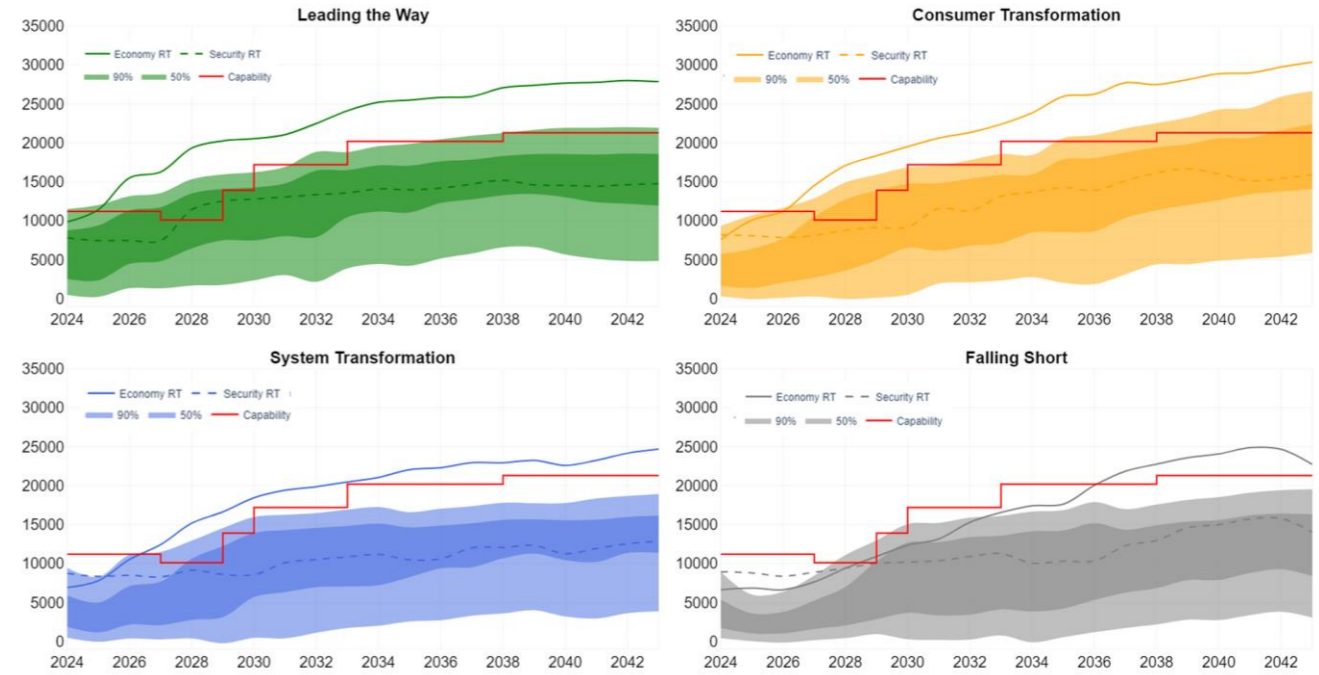 Leading the Way
35000
30000
25000
20000
15000
10000
5000
0
Economy RT Security RT
90% 50% Capability
2024 2026 2028 2030 2032 2034 2036 2038 2040 2042
Consumer Transformation
35000
30000
25000
20000
15000
10000
5000
0
Economy RT Security RT
90% 50% Capability
2024 2026 2028 2030 2032 2034 2036 2038 2040 2042
System Transformation
35000
30000
25000
20000
15000
10000
5000
0
Economy RT Security RT
90% 50% Capability
2024 2026 2028 2030 2032 2034 2036 2038 2040 2042
Falling Short
35000
30000
25000
20000
15000
10000
5000
0
Economy RT Security RT
90% 50% Capability
2024 2026 2028 2030 2032 2034 2036 2038 2040 2042